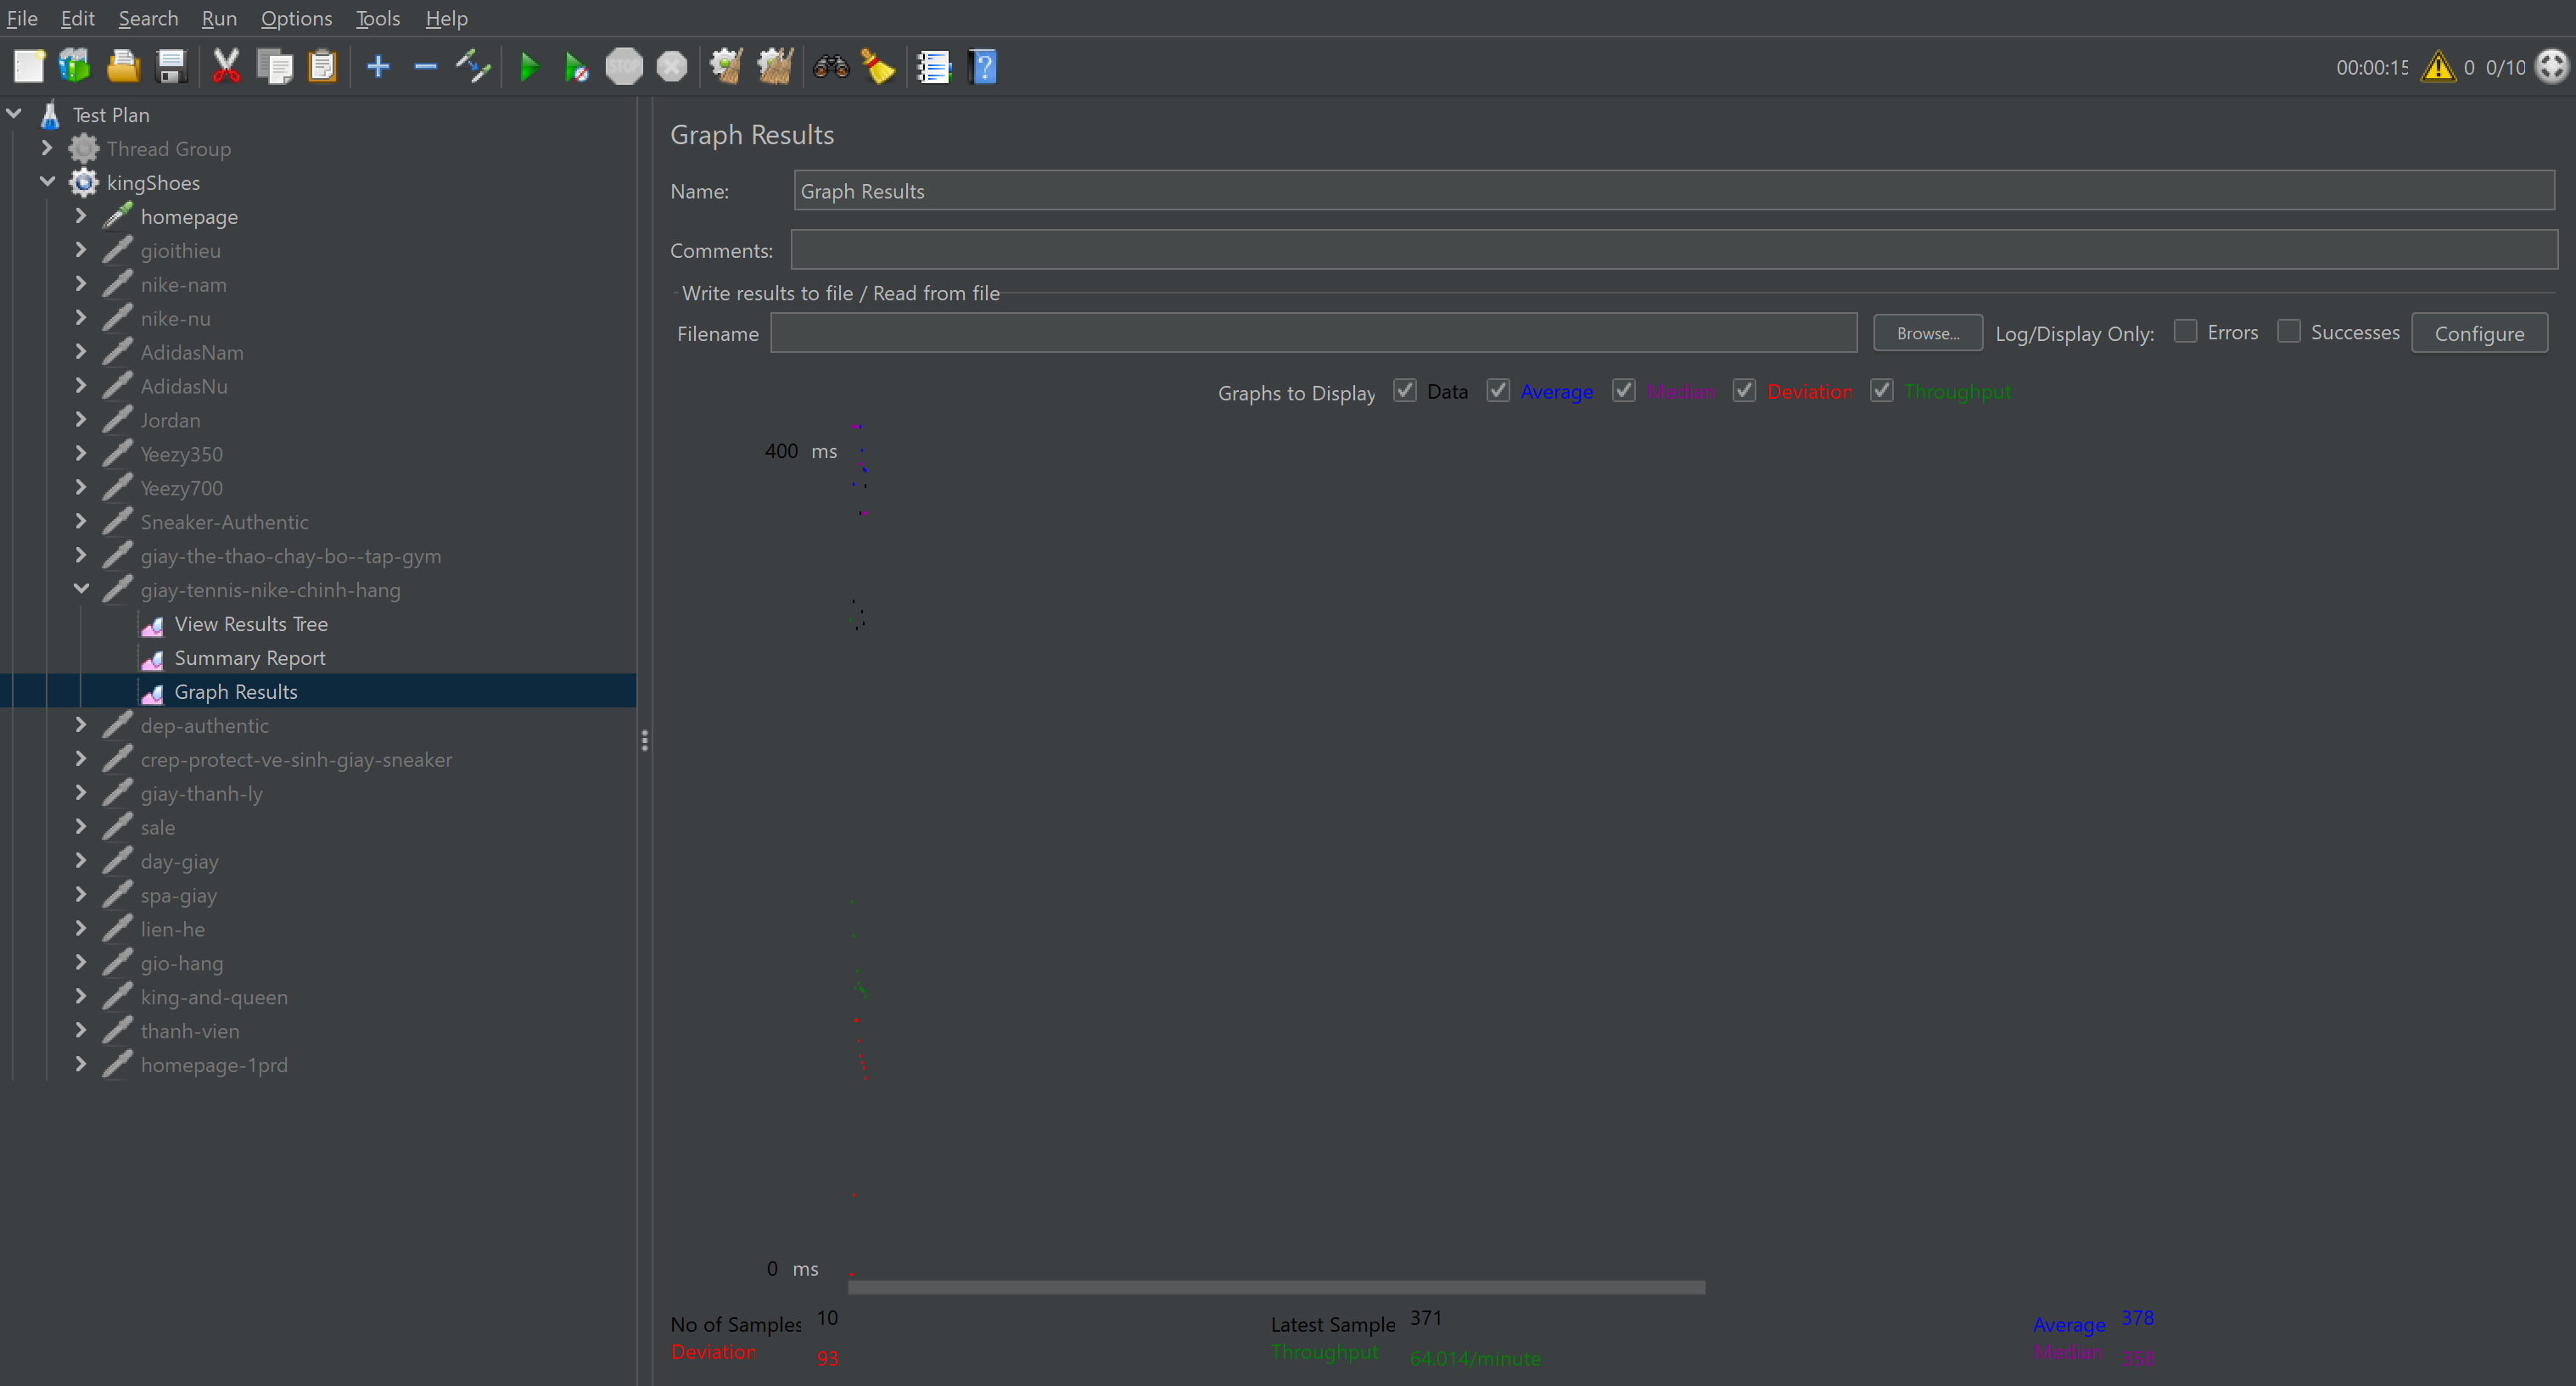 File Edit Search Run Options Tools Help
STOP
00:00:15 0 0/10
Test Plan
Thread Group
kingShoes
homepage
gioithieu
nike-nam
nike-nu
AdidasNam
AdidasNu
Jordan
Yeezy350
Yeezy700
Sneaker-Authentic
giay-the-thao-chay-bo--tap-gym
giay-tennis-nike-chinh-hang
View Results Tree
Summary Report
Graph Results
dep-authentic
crep-protect-ve-sinh-giay-sneaker
giay-thanh-ly
sale
day-giay
spa-giay
lien-he
gio-hang
king-and-queen
thanh-vien
homepage-1prd
Graph Results
Name: Graph Results
Comments:
Write results to file / Read from file
Filename Browse... Log/Display Only: Errors Successes Configure
Graphs to Display Data Average Median Deviation Throughput
400 ms
0 ms
No of Samples 10 Latest Sample 371 Average 378
Deviation 93 Throughput 64.014/minute Median 358